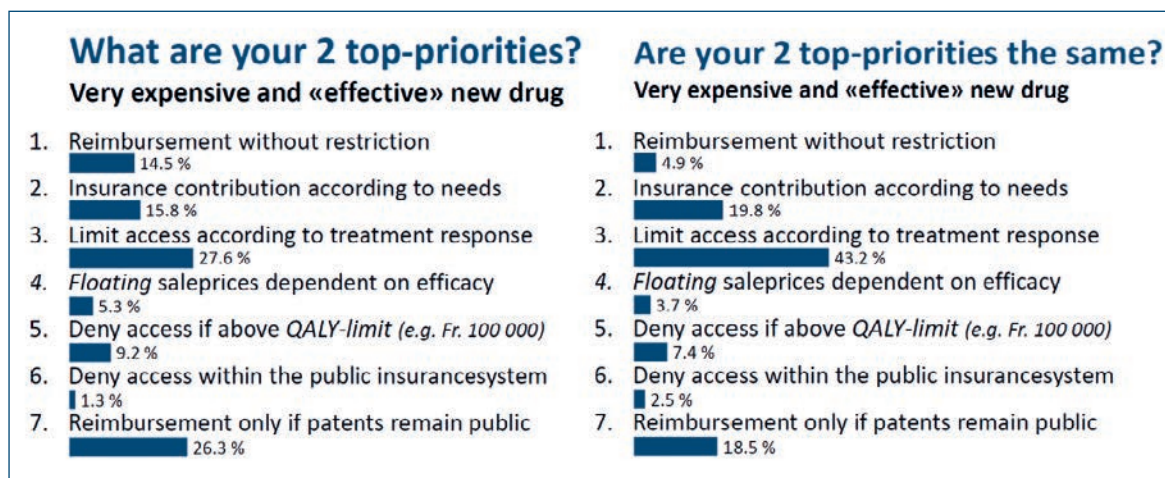 What are your 2 top-priorities?
Very expensive and «effective» new drug
1. Reimbursement without restriction
14.5 %
2. Insurance contribution according to needs
15.8 %
3. Limit access according to treatment response
27.6 %
4. Floating saleprices dependent on efficacy
5.3 %
5. Deny access if above QALY-limit (e.g. Fr. 100 000)
9.2 %
6. Deny access within the public insurancesystem
1.3 %
7. Reimbursement only if patents remain public
26.3 %
Are your 2 top-priorities the same?
Very expensive and «effective» new drug
1. Reimbursement without restriction
4.9 %
2. Insurance contribution according to needs
19.8 %
3. Limit access according to treatment response
43.2 %
4. Floating saleprices dependent on efficacy
3.7 %
5. Deny access if above QALY-limit (e.g. Fr. 100 000)
7.4 %
6. Deny access within the public insurancesystem
2.5 %
7. Reimbursement only if patents remain public
18.5 %